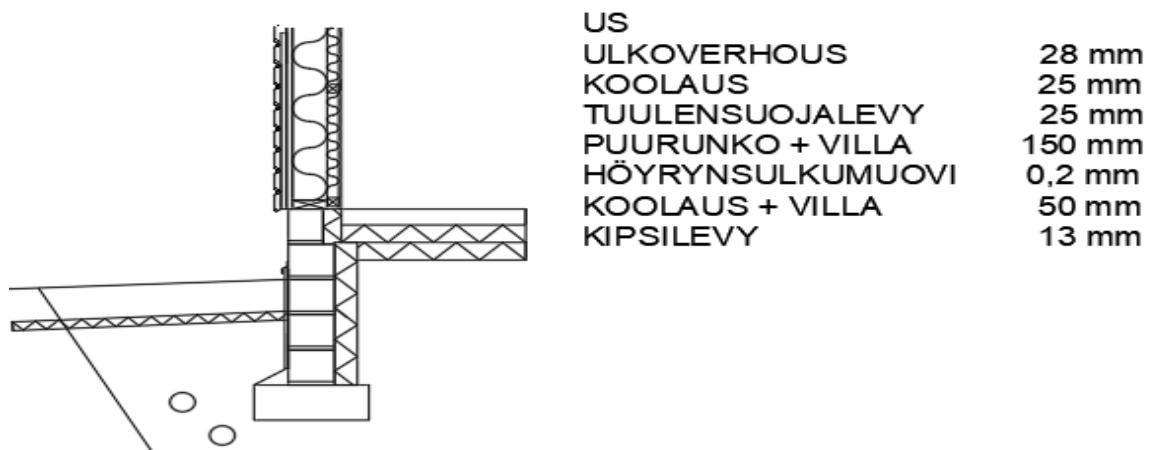 US
ULKOVERHOUS 28 mm
KOOLAUS 25 mm
TUULENSUOJALEVY 25 mm
PUURUNKO + VILLA 150 mm
HÖYRYNSULKUMUOVI 0,2 mm
KOOLAUS + VILLA 50 mm
KIPSILEVY 13 mm